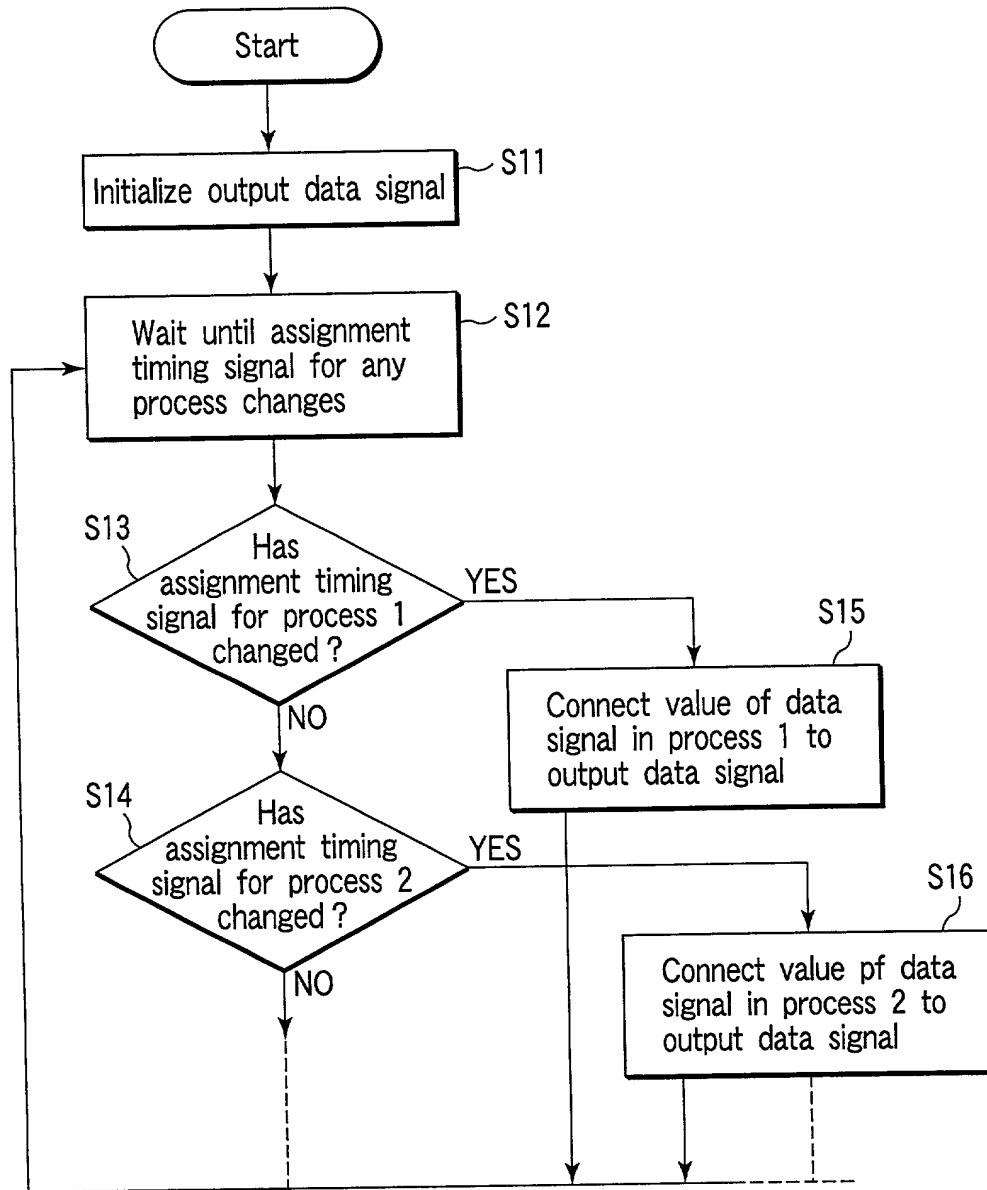 Start
Initialize output data signal
S11
Wait until assignment
timing signal for any
process changes
S12
S13
Has
assignment timing
signal for process 1
changed?
YES
NO
S15
Connect value of data
signal in process 1 to
output data signal
S14
Has
assignment timing
signal for process 2
changed?
YES
NO
S16
Connect value pf data
signal in process 2 to
output data signal